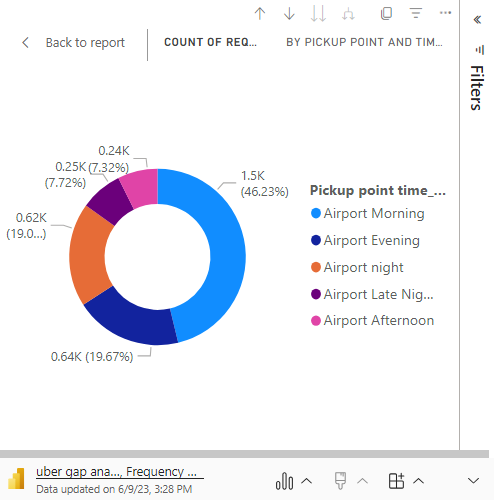 Back to report
COUNT OF REQ...
BY PICKUP POINT AND TIM...
Filters
0.24K
(7.32%)
0.25K
(7.72%)
1.5K
(46.23%)
0.62K
(19.0...)
0.64K (19.67%)
Pickup point time_...
Airport Morning
Airport Evening
Airport night
Airport Late Nig...
Airport Afternoon
uber gap ana..., Frequency ...
Data updated on 6/9/23, 3:28 PM